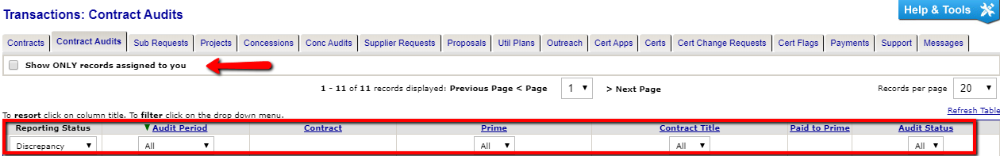 Help & Tools
Transactions: Contract Audits
Contracts Contract Audits Sub Requests Projects Concessions Conc Audits Supplier Requests Proposals Util Plans Outreach Cert Apps Certs Cert Change Requests Cert Flags Payments Support Messages
Show ONLY records assigned to you
1 - 11 of 11 records displayed: Previous Page < Page 1 > Next Page Records per page 20
Refresh Table
To resort click on column title. To filter click on the drop down menu.
Reporting Status Audit Period Contract Prime Contract Title Paid to Prime Audit Status
Discrepancy All All All All